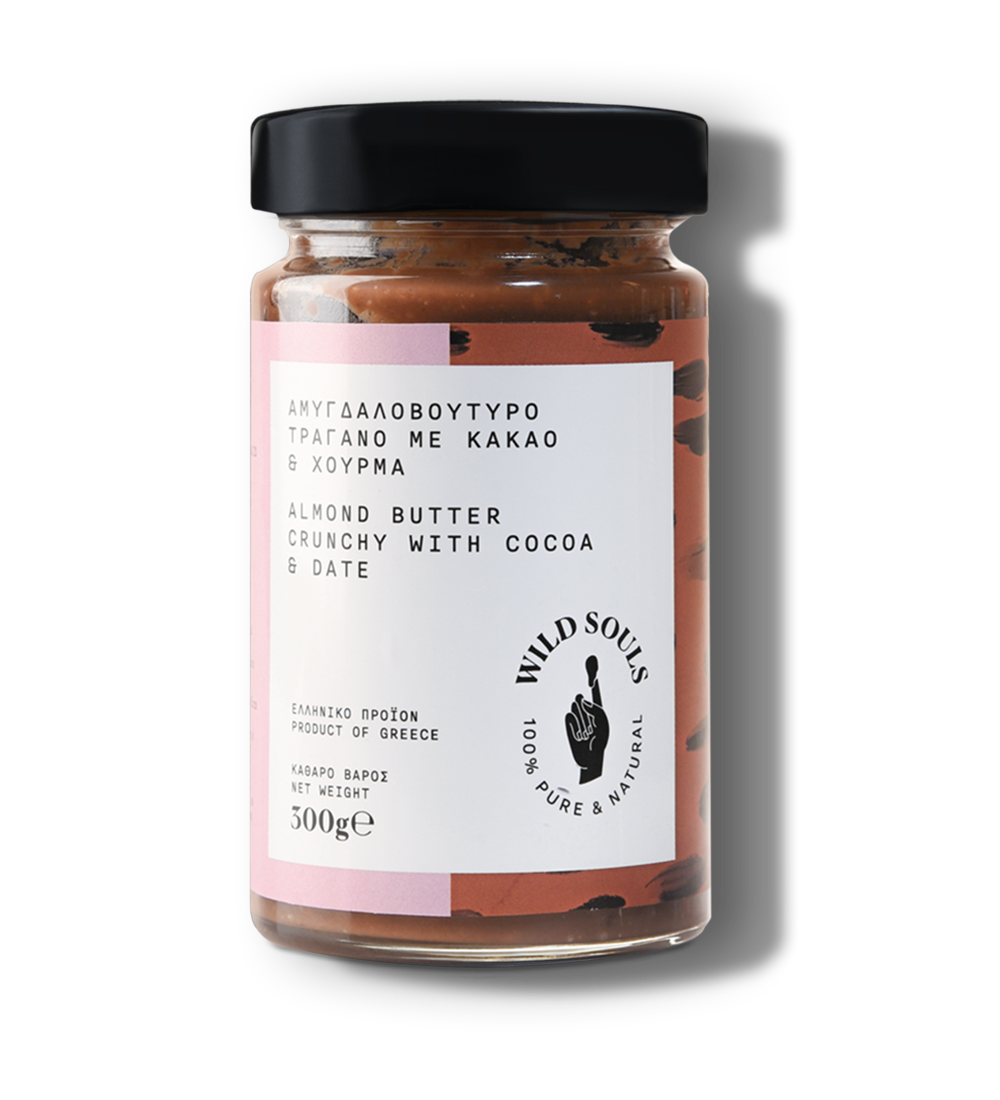 ΑΜΥΓΔΑΛΟΒΟΥΤΥΡΟ
ΤΡΑΓΑΝΟ ΜΕ ΚΑΚΑΟ
& ΧΟΥΡΜΑ
ALMOND BUTTER
CRUNCHY WITH COCOA
& DATE
WILD SOULS
100% PURE & NATURAL
ΕΛΛΗΝΙΚΟ ΠΡΟΪΟΝ
PRODUCT OF GREECE
ΚΑΘΑΡΟ ΒΑΡΟΣ
NET WEIGHT
300g℮